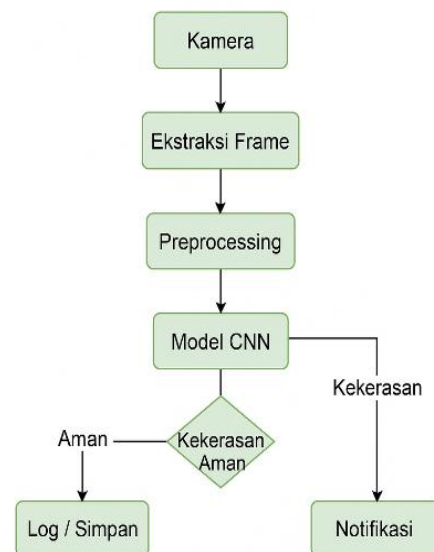 Kamera
Ekstraksi Frame
Preprocessing
Model CNN
Kekerasan
Aman
Kekerasan
Aman
Log / Simpan
Notifikasi